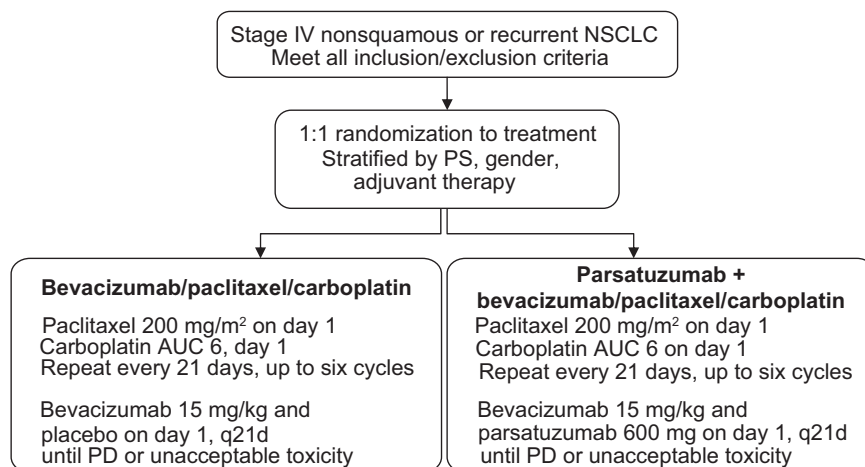 Stage IV nonsquamous or recurrent NSCLC
Meet all inclusion/exclusion criteria
1:1 randomization to treatment
Stratified by PS, gender,
adjuvant therapy
Bevacizumab/paclitaxel/carboplatin
Paclitaxel 200 mg/m² on day 1
Carboplatin AUC 6, day 1
Repeat every 21 days, up to six cycles
Bevacizumab 15 mg/kg and
placebo on day 1, q21d
until PD or unacceptable toxicity
Parsatuzumab +
bevacizumab/paclitaxel/carboplatin
Paclitaxel 200 mg/m² on day 1
Carboplatin AUC 6 on day 1
Repeat every 21 days, up to six cycles
Bevacizumab 15 mg/kg and
parsatuzumab 600 mg on day 1, q21d
until PD or unacceptable toxicity